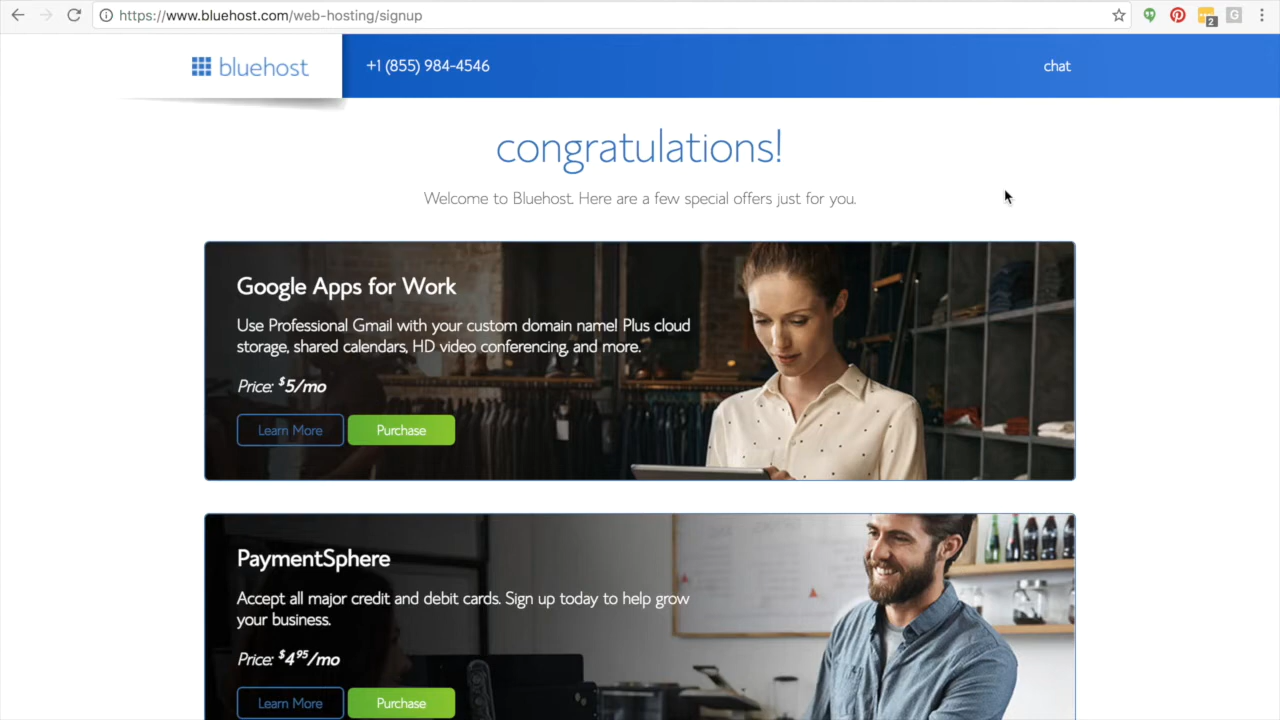 https://www.bluehost.com/web-hosting/signup
2
G
bluehost
+1 (855) 984-4546
chat
congratulations!
Welcome to Bluehost. Here are a few special offers just for you.
Google Apps for Work
Use Professional Gmail with your custom domain name! Plus cloud
storage, shared calendars, HD video conferencing, and more.
Price: $5/mo
Learn More
Purchase
PaymentSphere
Accept all major credit and debit cards. Sign up today to help grow
your business.
Price: $4.95/mo
Learn More
Purchase